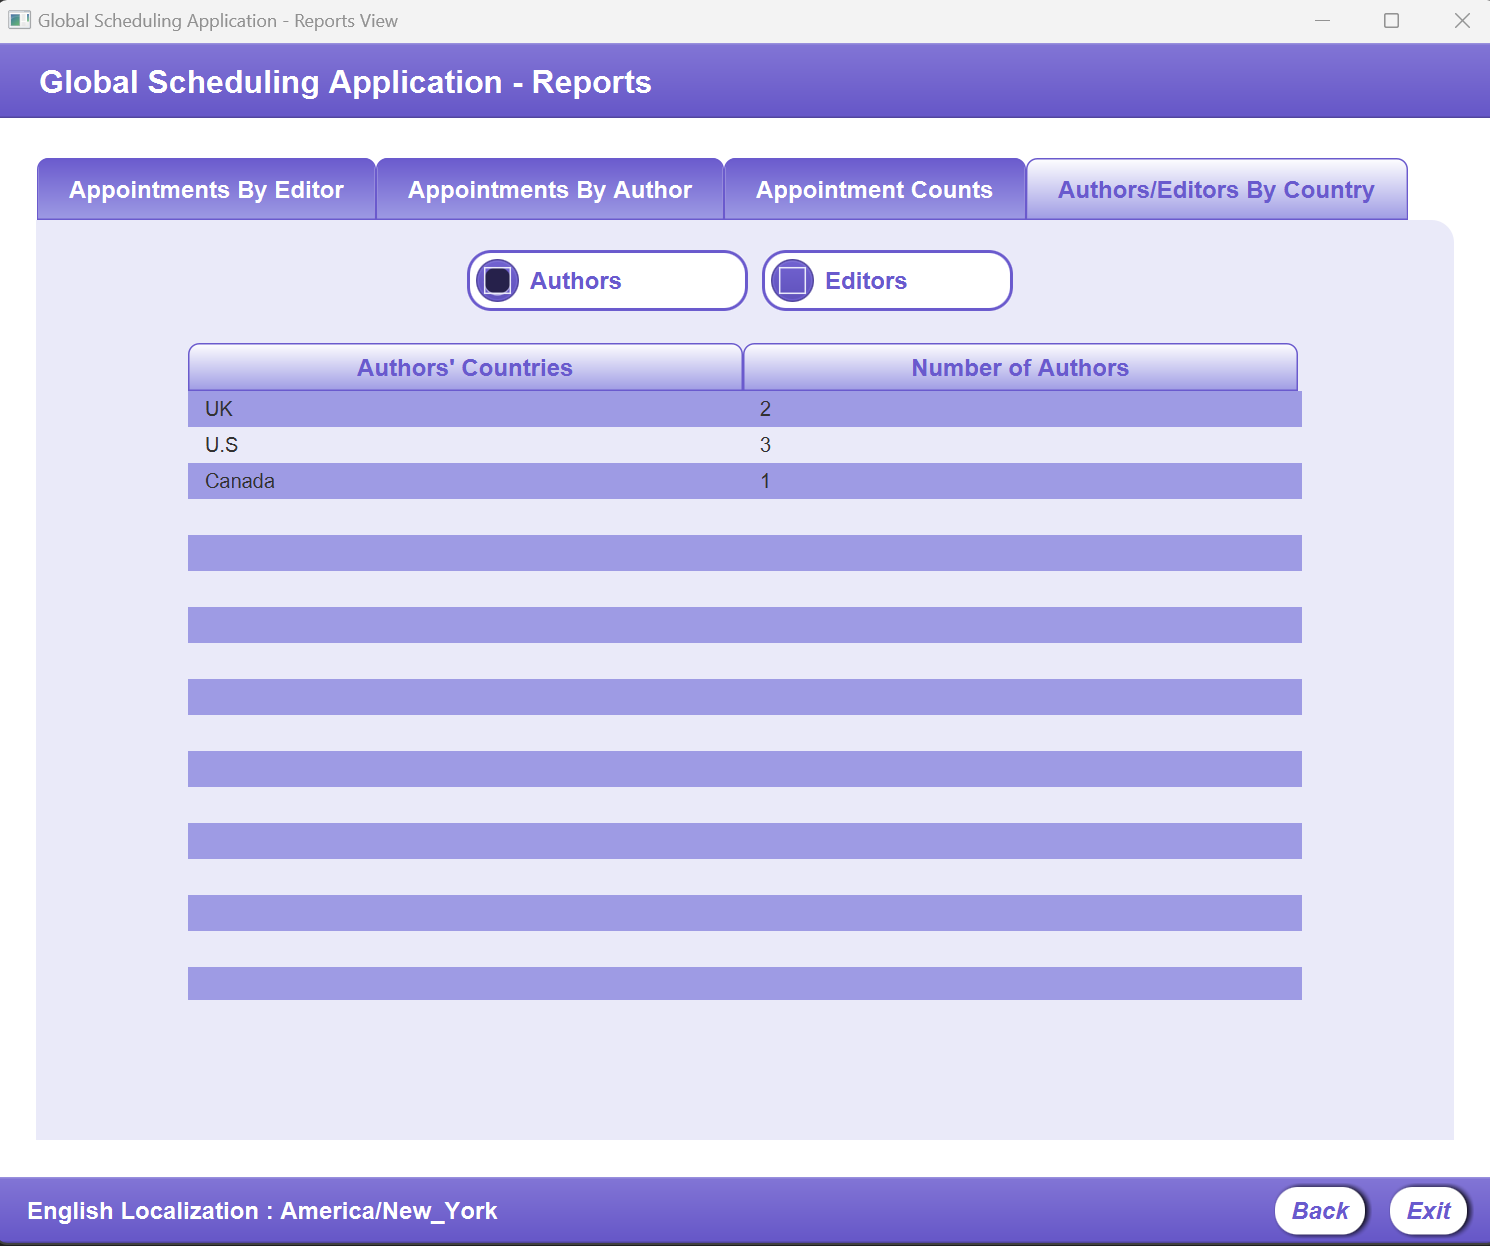 Global Scheduling Application - Reports View
Global Scheduling Application - Reports
Appointments By Editor Appointments By Author Appointment Counts Authors/Editors By Country
Authors Editors
Authors' Countries Number of Authors
UK 2
U.S 3
Canada 1
English Localization : America/New_York Back Exit